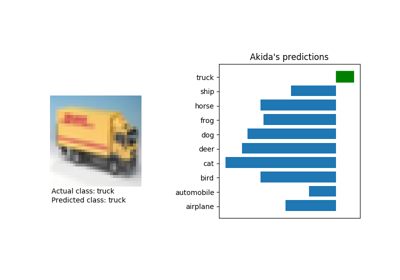 Akida's predictions
truck
ship
horse
frog
dog
deer
cat
bird
automobile
airplane
Actual class: truck
Predicted class: truck